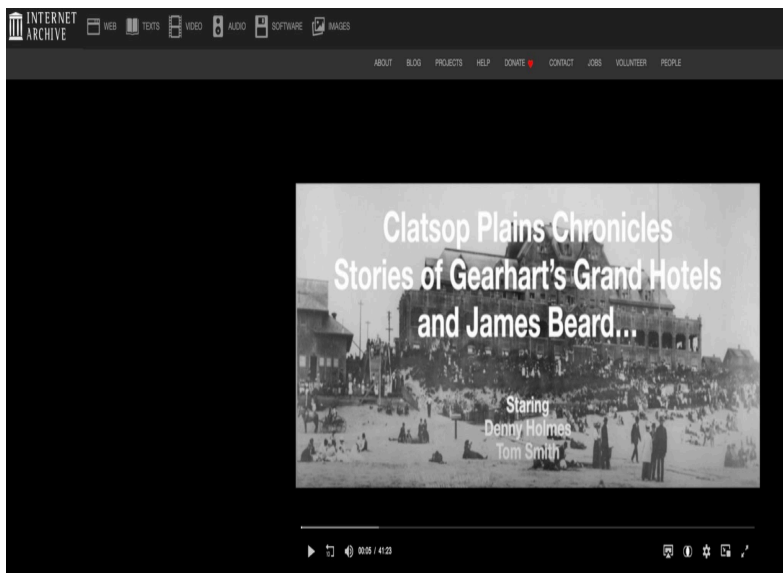 INTERNET
ARCHIVE
WEB TEXTS VIDEO AUDIO SOFTWARE IMAGES
ABOUT BLOG PROJECTS HELP DONATE CONTACT JOBS VOLUNTEER PEOPLE
Clatsop Plains Chronicles
Stories of Gearhart's Grand Hotels
and James Beard...
Staring
Denny Holmes
Tom Smith
00:05 / 41:23